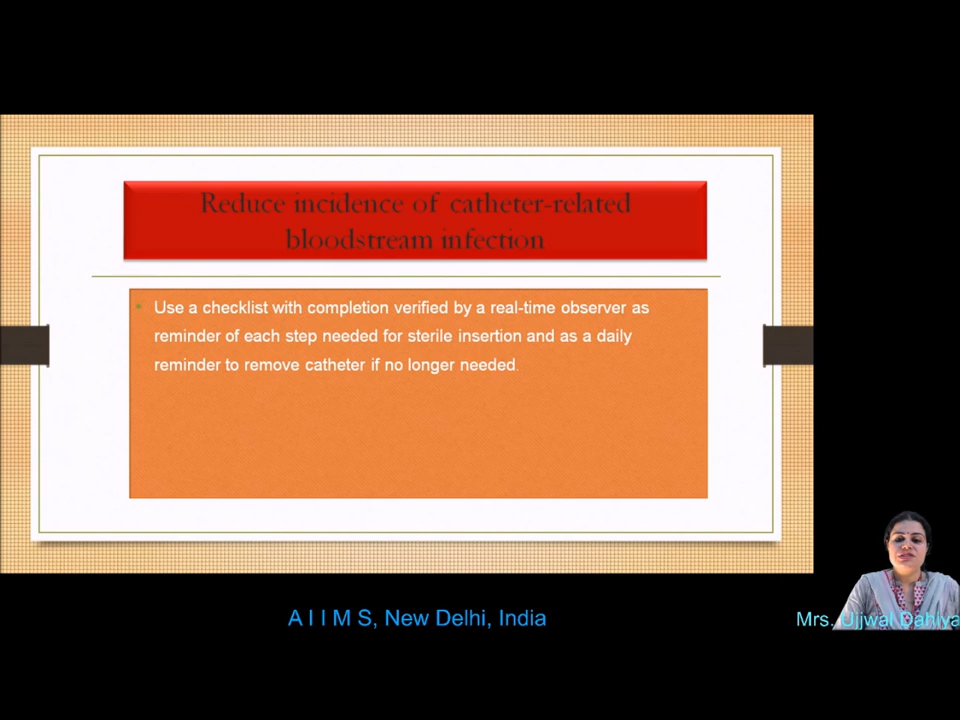 Reduce incidence of catheter-related
bloodstream infection
Use a checklist with completion verified by a real-time observer as
reminder of each step needed for sterile insertion and as a daily
reminder to remove catheter if no longer needed.
A I I M S, New Delhi, India
Mrs. Ujjwal Dahiya